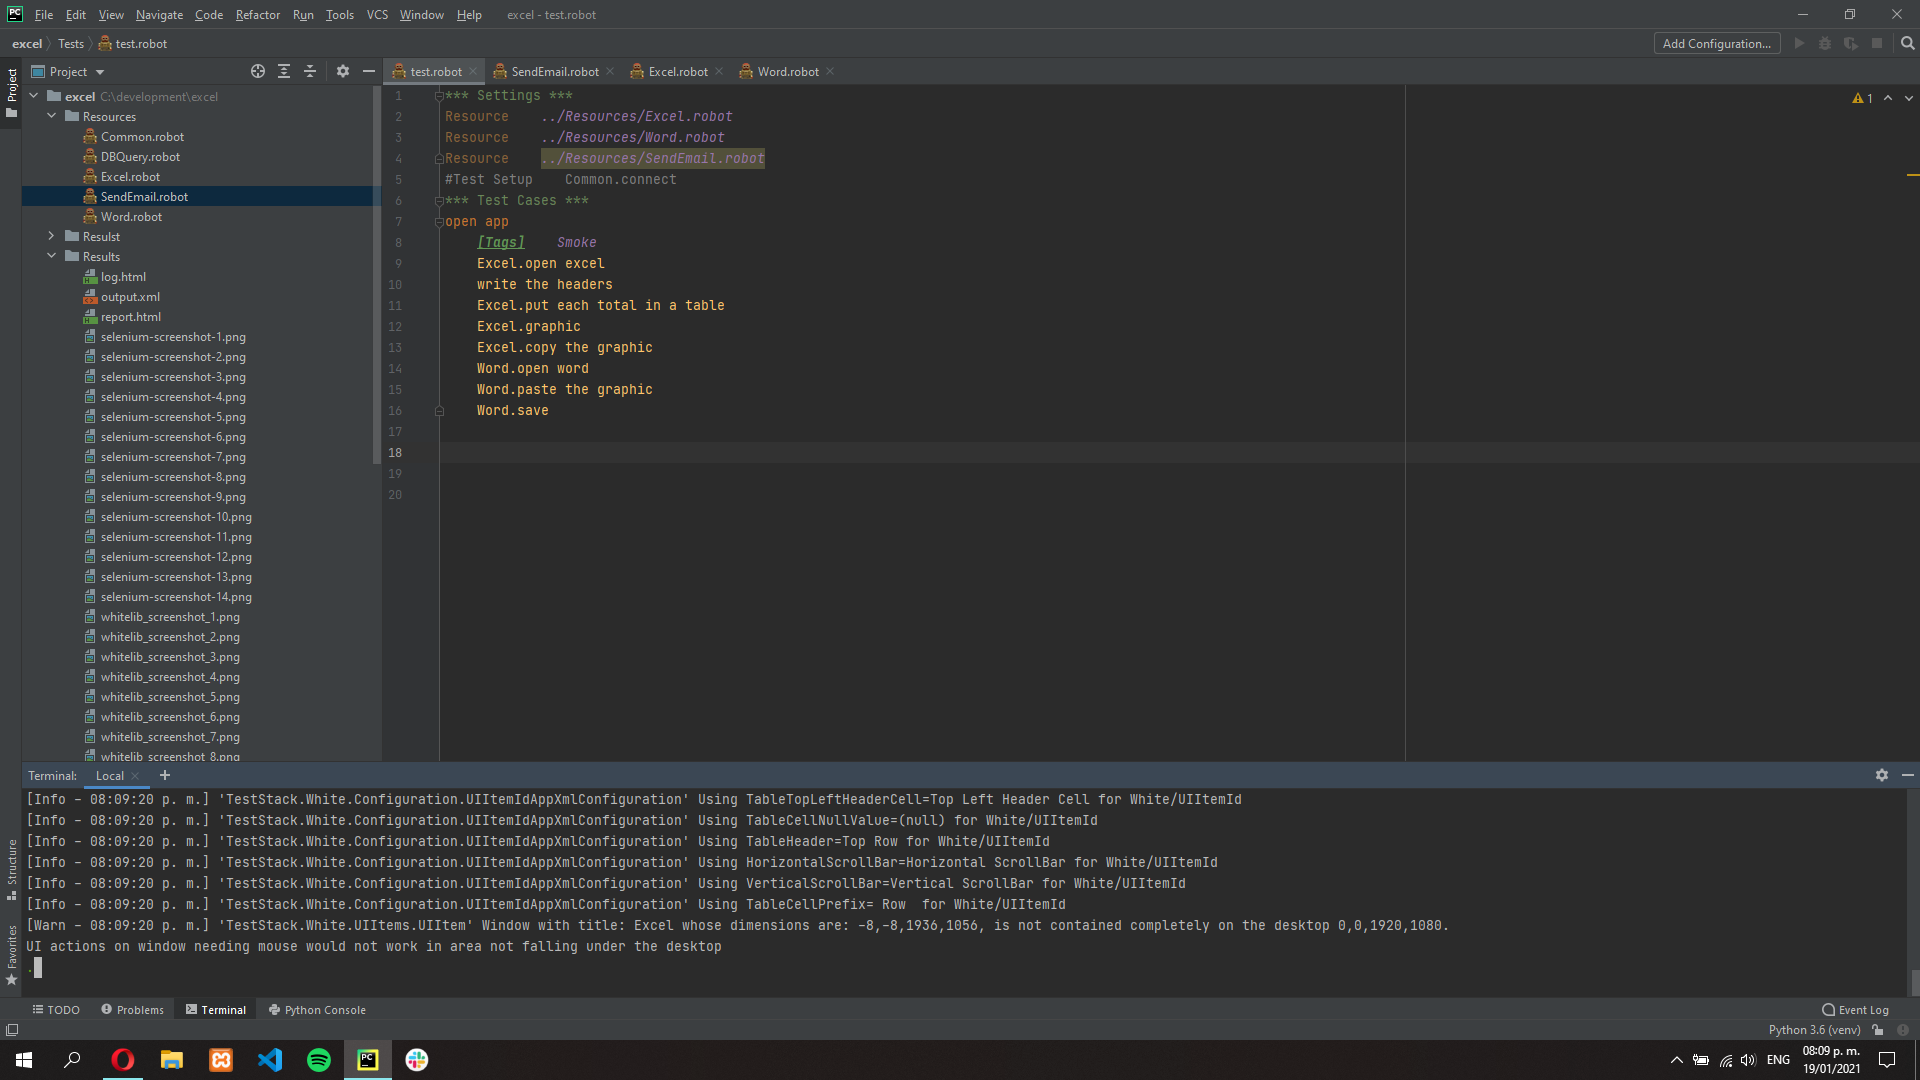 PC File Edit View Navigate Code Refactor Run Tools VCS Window Help excel - test.robot
excel Tests test.robot Add Configuration...
Project
Project
test.robot SendEmail.robot Excel.robot Word.robot
excel C:\development\excel
Resources
Common.robot
DBQuery.robot
Excel.robot
SendEmail.robot
Word.robot
Resulst
Results
log.html
output.xml
report.html
selenium-screenshot-1.png
selenium-screenshot-2.png
selenium-screenshot-3.png
selenium-screenshot-4.png
selenium-screenshot-5.png
selenium-screenshot-6.png
selenium-screenshot-7.png
selenium-screenshot-8.png
selenium-screenshot-9.png
selenium-screenshot-10.png
selenium-screenshot-11.png
selenium-screenshot-12.png
selenium-screenshot-13.png
selenium-screenshot-14.png
whitelib_screenshot_1.png
whitelib_screenshot_2.png
whitelib_screenshot_3.png
whitelib_screenshot_4.png
whitelib_screenshot_5.png
whitelib_screenshot_6.png
whitelib_screenshot_7.png
whitelib_screenshot_8.png
1 *** Settings ***
2 Resource ../Resources/Excel.robot
3 Resource ../Resources/Word.robot
4 Resource ../Resources/SendEmail.robot
5 #Test Setup Common.connect
6 *** Test Cases ***
7 open app
8 [Tags] Smoke
9 Excel.open excel
10 write the headers
11 Excel.put each total in a table
12 Excel.graphic
13 Excel.copy the graphic
14 Word.open word
15 Word.paste the graphic
16 Word.save
17
18
19
20
1
Terminal: Local
[Info - 08:09:20 p. m.] 'TestStack.White.Configuration.UIItemIdAppXmlConfiguration' Using TableTopLeftHeaderCell=Top Left Header Cell for White/UIItemId
[Info - 08:09:20 p. m.] 'TestStack.White.Configuration.UIItemIdAppXmlConfiguration' Using TableCellNullValue=(null) for White/UIItemId
[Info - 08:09:20 p. m.] 'TestStack.White.Configuration.UIItemIdAppXmlConfiguration' Using TableHeader=Top Row for White/UIItemId
[Info - 08:09:20 p. m.] 'TestStack.White.Configuration.UIItemIdAppXmlConfiguration' Using HorizontalScrollBar=Horizontal ScrollBar for White/UIItemId
[Info - 08:09:20 p. m.] 'TestStack.White.Configuration.UIItemIdAppXmlConfiguration' Using VerticalScrollBar=Vertical ScrollBar for White/UIItemId
[Info - 08:09:20 p. m.] 'TestStack.White.Configuration.UIItemIdAppXmlConfiguration' Using TableCellPrefix= Row  for White/UIItemId
[Warn - 08:09:20 p. m.] 'TestStack.White.UIItems.UIItem' Window with title: Excel whose dimensions are: -8,-8,1936,1056, is not contained completely on the desktop 0,0,1920,1080.
UI actions on window needing mouse would not work in area not falling under the desktop
.
Structure
Favorites
TODO Problems Terminal Python Console Event Log
Python 3.6 (venv)
PC
ENG
08:09 p. m.
19/01/2021